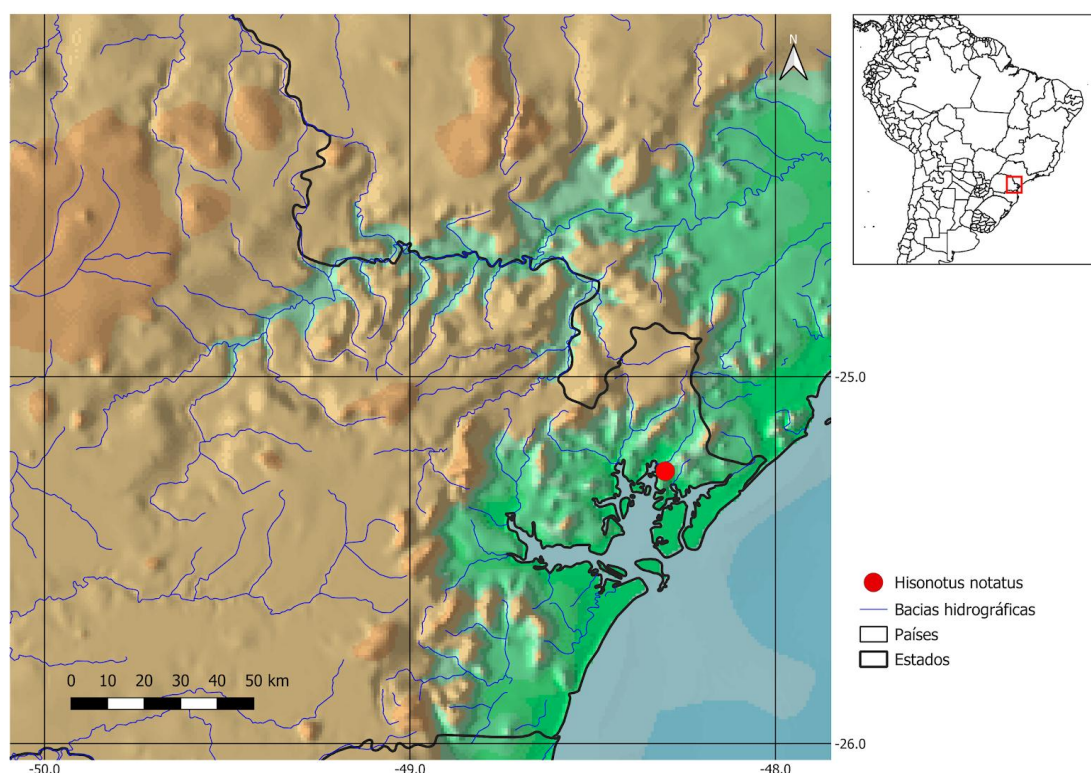 N
-25.0
-26.0
-50.0
-49.0
-48.0
0 10 20 30 40 50 km
Hisonotus notatus
Bacias hidrográficas
Países
Estados